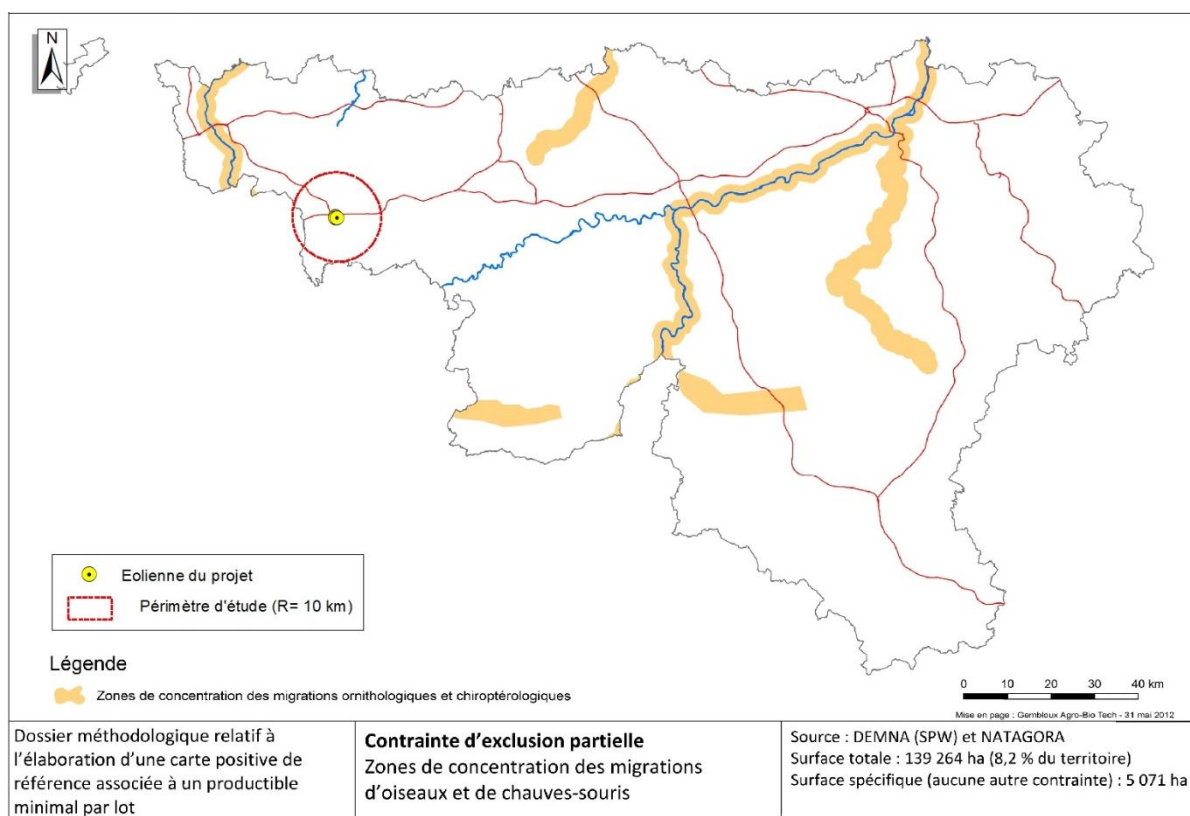 N
Eolienne du projet
Périmètre d'étude (R= 10 km)
Légende
Zones de concentration des migrations ornithologiques et chiroptérologiques
0 10 20 30 40 km
Mise en page : Gembloux Agro-Bio Tech - 31 mai 2012
Dossier méthodologique relatif à
l'élaboration d'une carte positive de
référence associée à un productible
minimal par lot
Contrainte d'exclusion partielle
Zones de concentration des migrations
d'oiseaux et de chauves-souris
Source : DEMNA (SPW) et NATAGORA
Surface totale : 139 264 ha (8,2 % du territoire)
Surface spécifique (aucune autre contrainte) : 5 071 ha